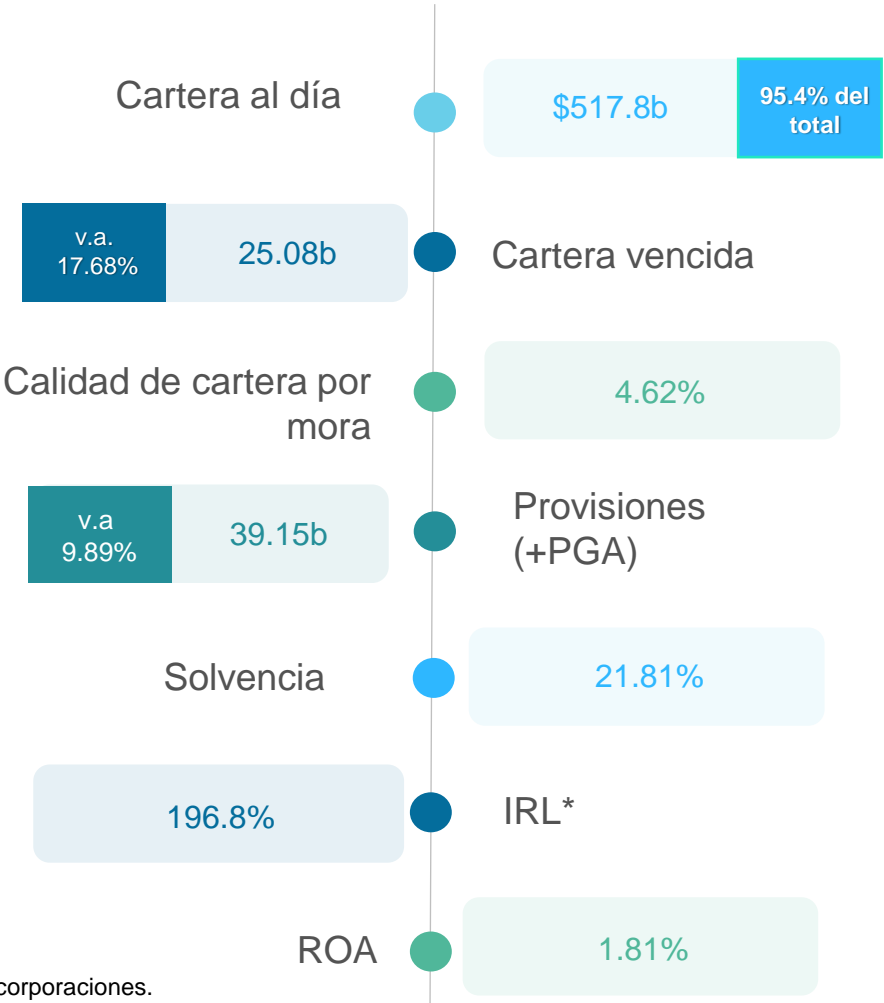 Cartera al día
$517.8b
95.4% del
total
v.a.
17.68%
25.08b
Cartera vencida
Calidad de cartera por
mora
4.62%
v.a
9.89%
39.15b
Provisiones
(+PGA)
Solvencia
21.81%
196.8%
IRL*
ROA
1.81%
corporaciones.